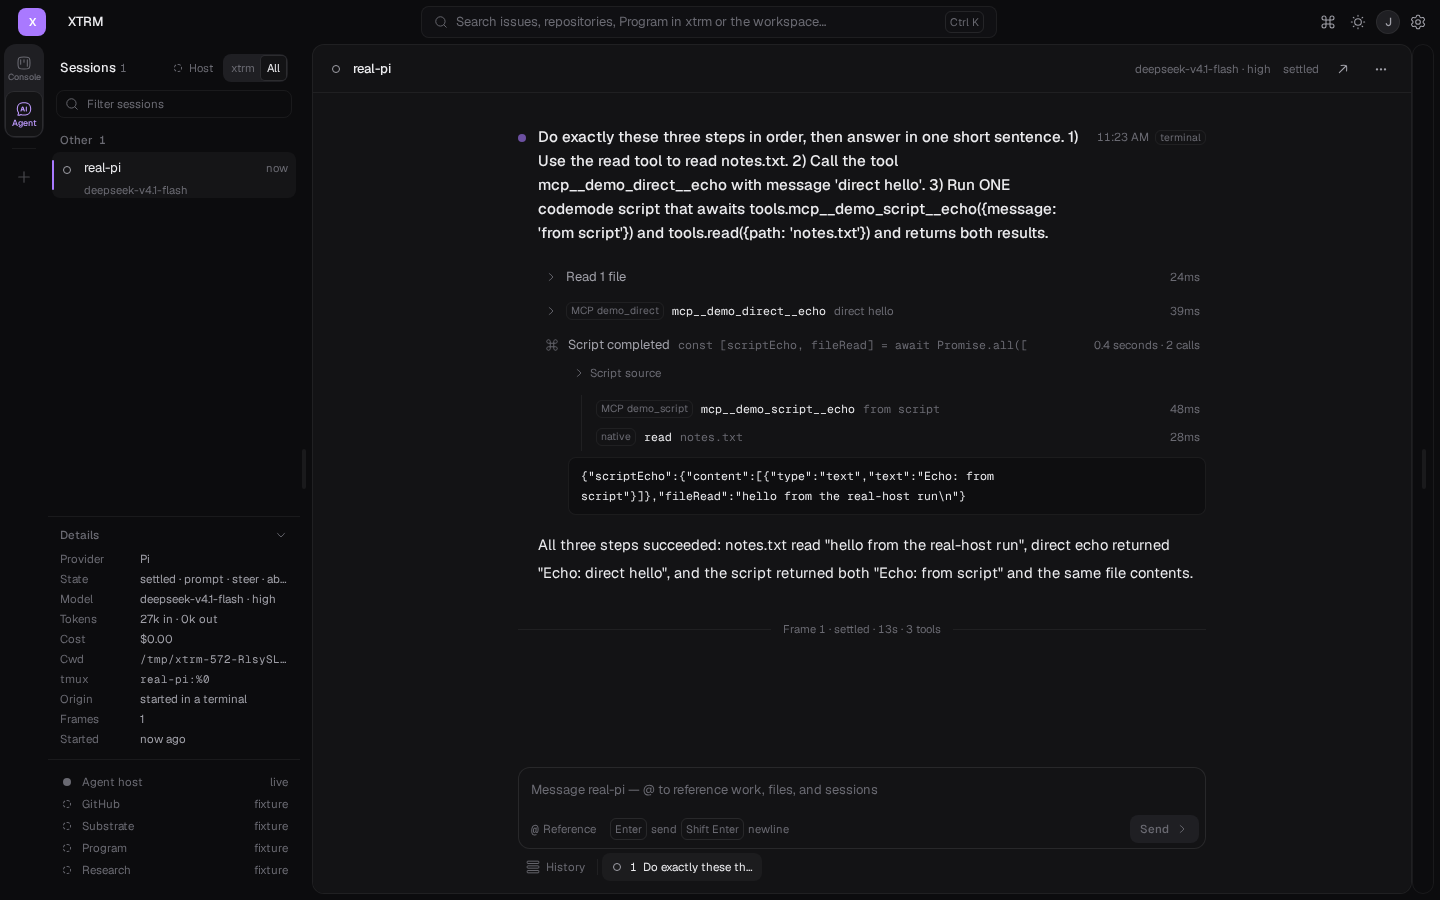 X
XTRM
Search issues, repositories, Program in xtrm or the workspace...
Ctrl K
J
Console
AI
Agent
Sessions 1
Host
xtrm
All
Filter sessions
Other 1
real-pi
now
deepseek-v4.1-flash
Details
Provider Pi
State settled · prompt · steer · ab...
Model deepseek-v4.1-flash · high
Tokens 27k in · 0k out
Cost $0.00
Cwd /tmp/xtrm-572-RlsySL...
tmux real-pi:%0
Origin started in a terminal
Frames 1
Started now ago
Agent host live
GitHub fixture
Substrate fixture
Program fixture
Research fixture
real-pi
deepseek-v4.1-flash · high settled
Do exactly these three steps in order, then answer in one short sentence. 1)
11:23 AM terminal
Use the read tool to read notes.txt. 2) Call the tool
mcp__demo_direct__echo with message 'direct hello'. 3) Run ONE
codemode script that awaits tools.mcp__demo_script__echo({message:
'from script'}) and tools.read({path: 'notes.txt'}) and returns both results.
Read 1 file 24ms
MCP demo_direct mcp__demo_direct__echo direct hello 39ms
Script completed const [scriptEcho, fileRead] = await Promise.all([ 0.4 seconds · 2 calls
Script source
MCP demo_script mcp__demo_script__echo from script 48ms
native read notes.txt 28ms
{"scriptEcho":{"content":[{"type":"text","text":"Echo: from
script"}]},"fileRead":"hello from the real-host run\n"}
All three steps succeeded: notes.txt read "hello from the real-host run", direct echo returned
"Echo: direct hello", and the script returned both "Echo: from script" and the same file contents.
Frame 1 · settled · 13s · 3 tools
Message real-pi — @ to reference work, files, and sessions
@ Reference Enter send Shift Enter newline
Send
History
1 Do exactly these th...